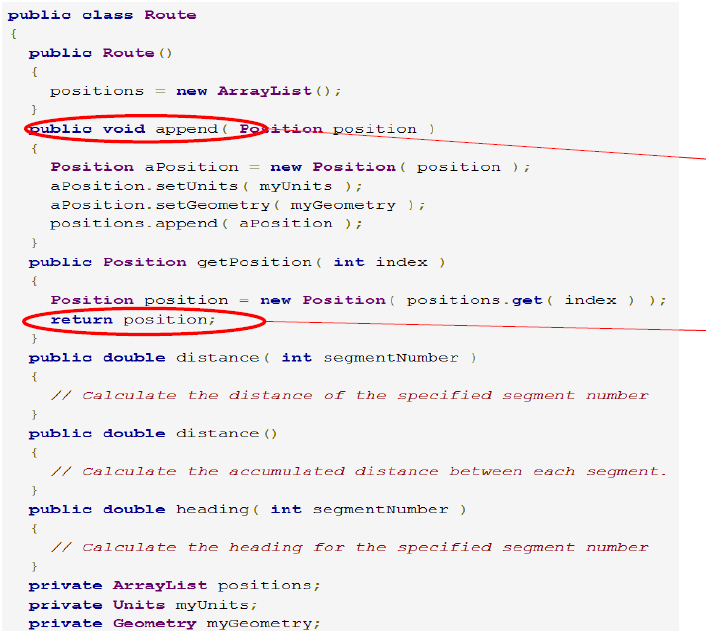 public class Route
{
public Route()
{
positions = new ArrayList();
}
public void append( Position position )
{
Position aPosition = new Position( position );
aPosition.setUnits( myUnits );
aPosition.setGeometry( myGeometry );
positions.append( aPosition );
}
public Position getPosition( int index )
{
Position position = new Position( positions.get( index ) );
return position;
}
public double distance( int segmentNumber )
{
// Calculate the distance of the specified segment number
}
public double distance()
{
// Calculate the accumulated distance between each segment.
}
public double heading( int segmentNumber )
{
// Calculate the heading for the specified segment number
}
private ArrayList positions;
private Units myUnits;
private Geometry myGeometry;